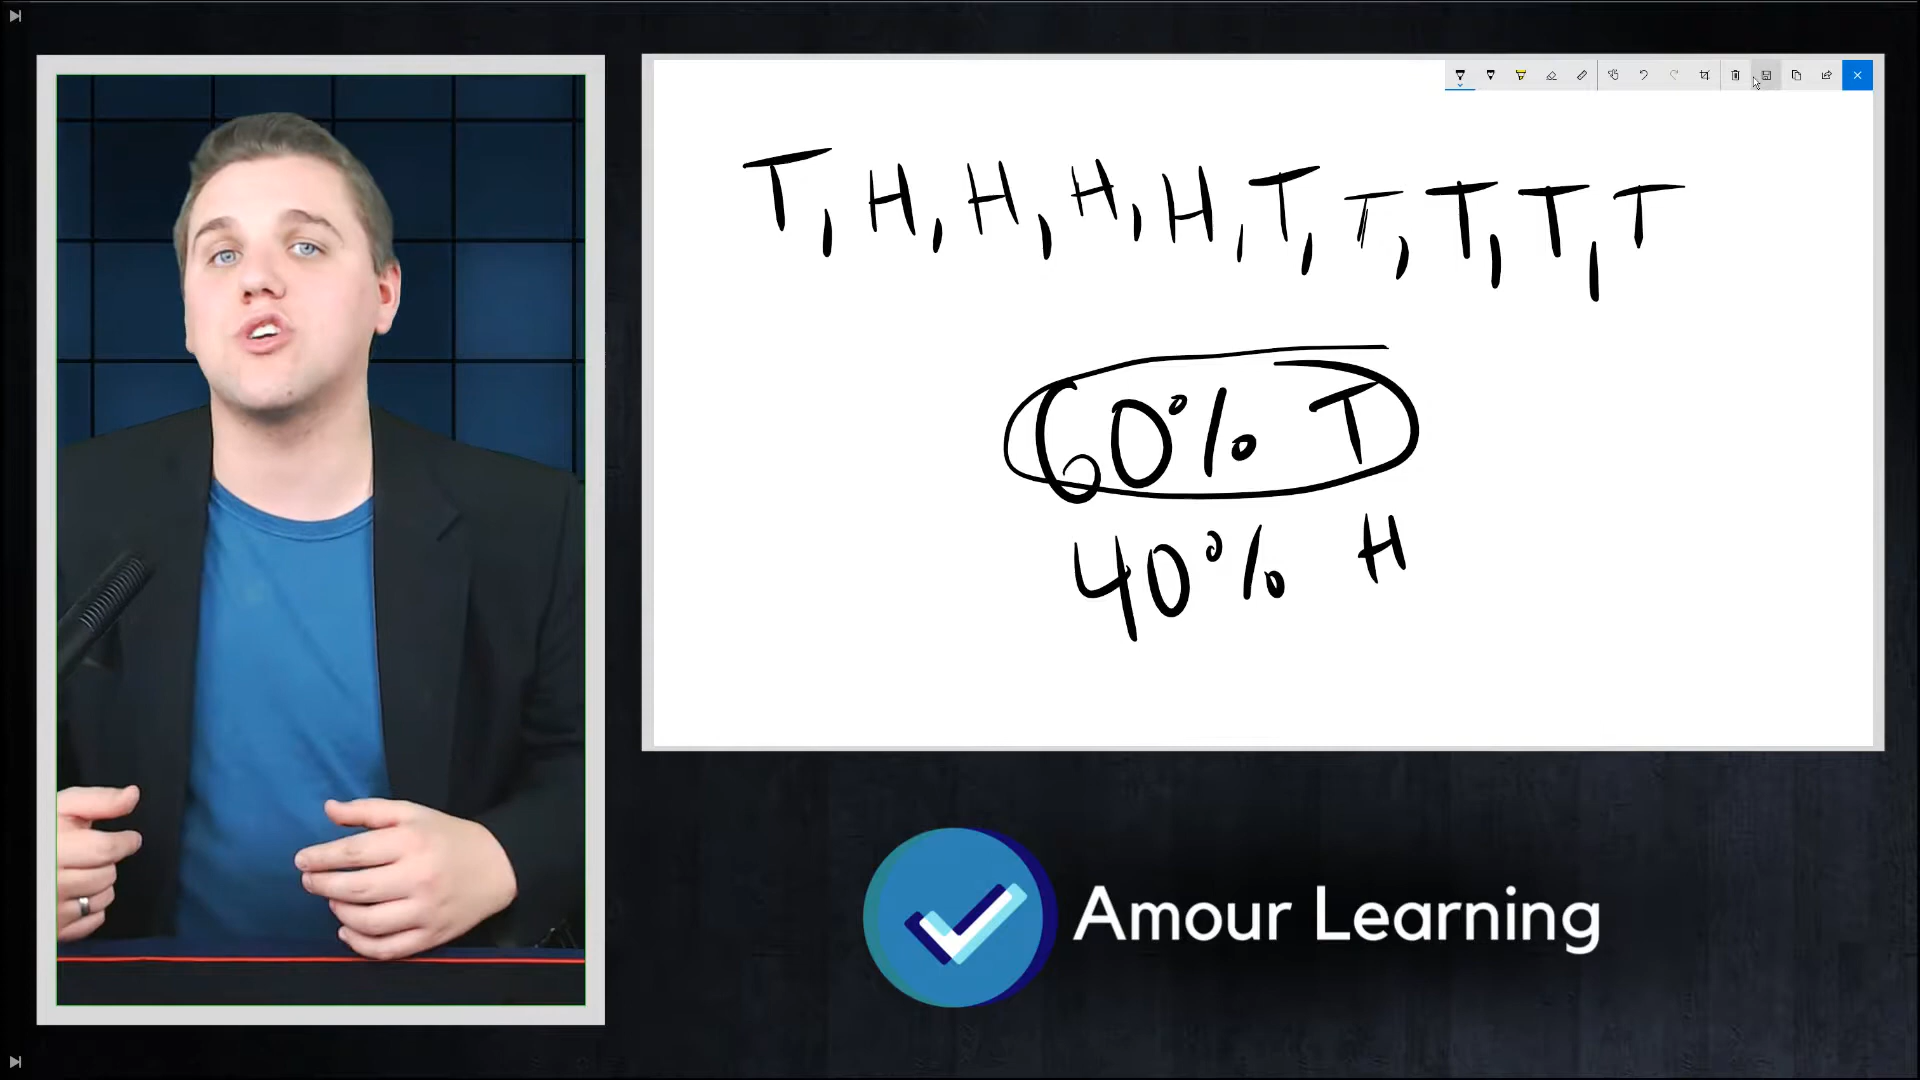 T, H, H, H, H, T, T, T, T, T
60% T
40% H
Amour Learning